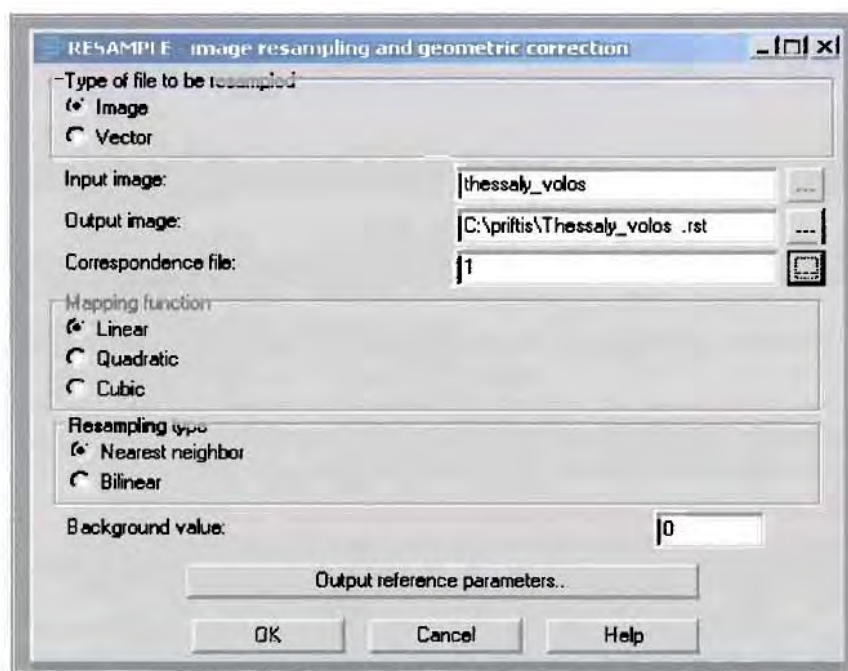 RESAMPLE - image resampling and geometric correction
Type of file to be resampled
Image
Vector
Input image: thessaly_volos ...
Output image: C:\priftis\Thessaly_volos .rst ...
Correspondence file: 1 ...
Mapping function
Linear
Quadratic
Cubic
Resampling type
Nearest neighbor
Bilinear
Background value: 0
Output reference parameters..
OK Cancel Help